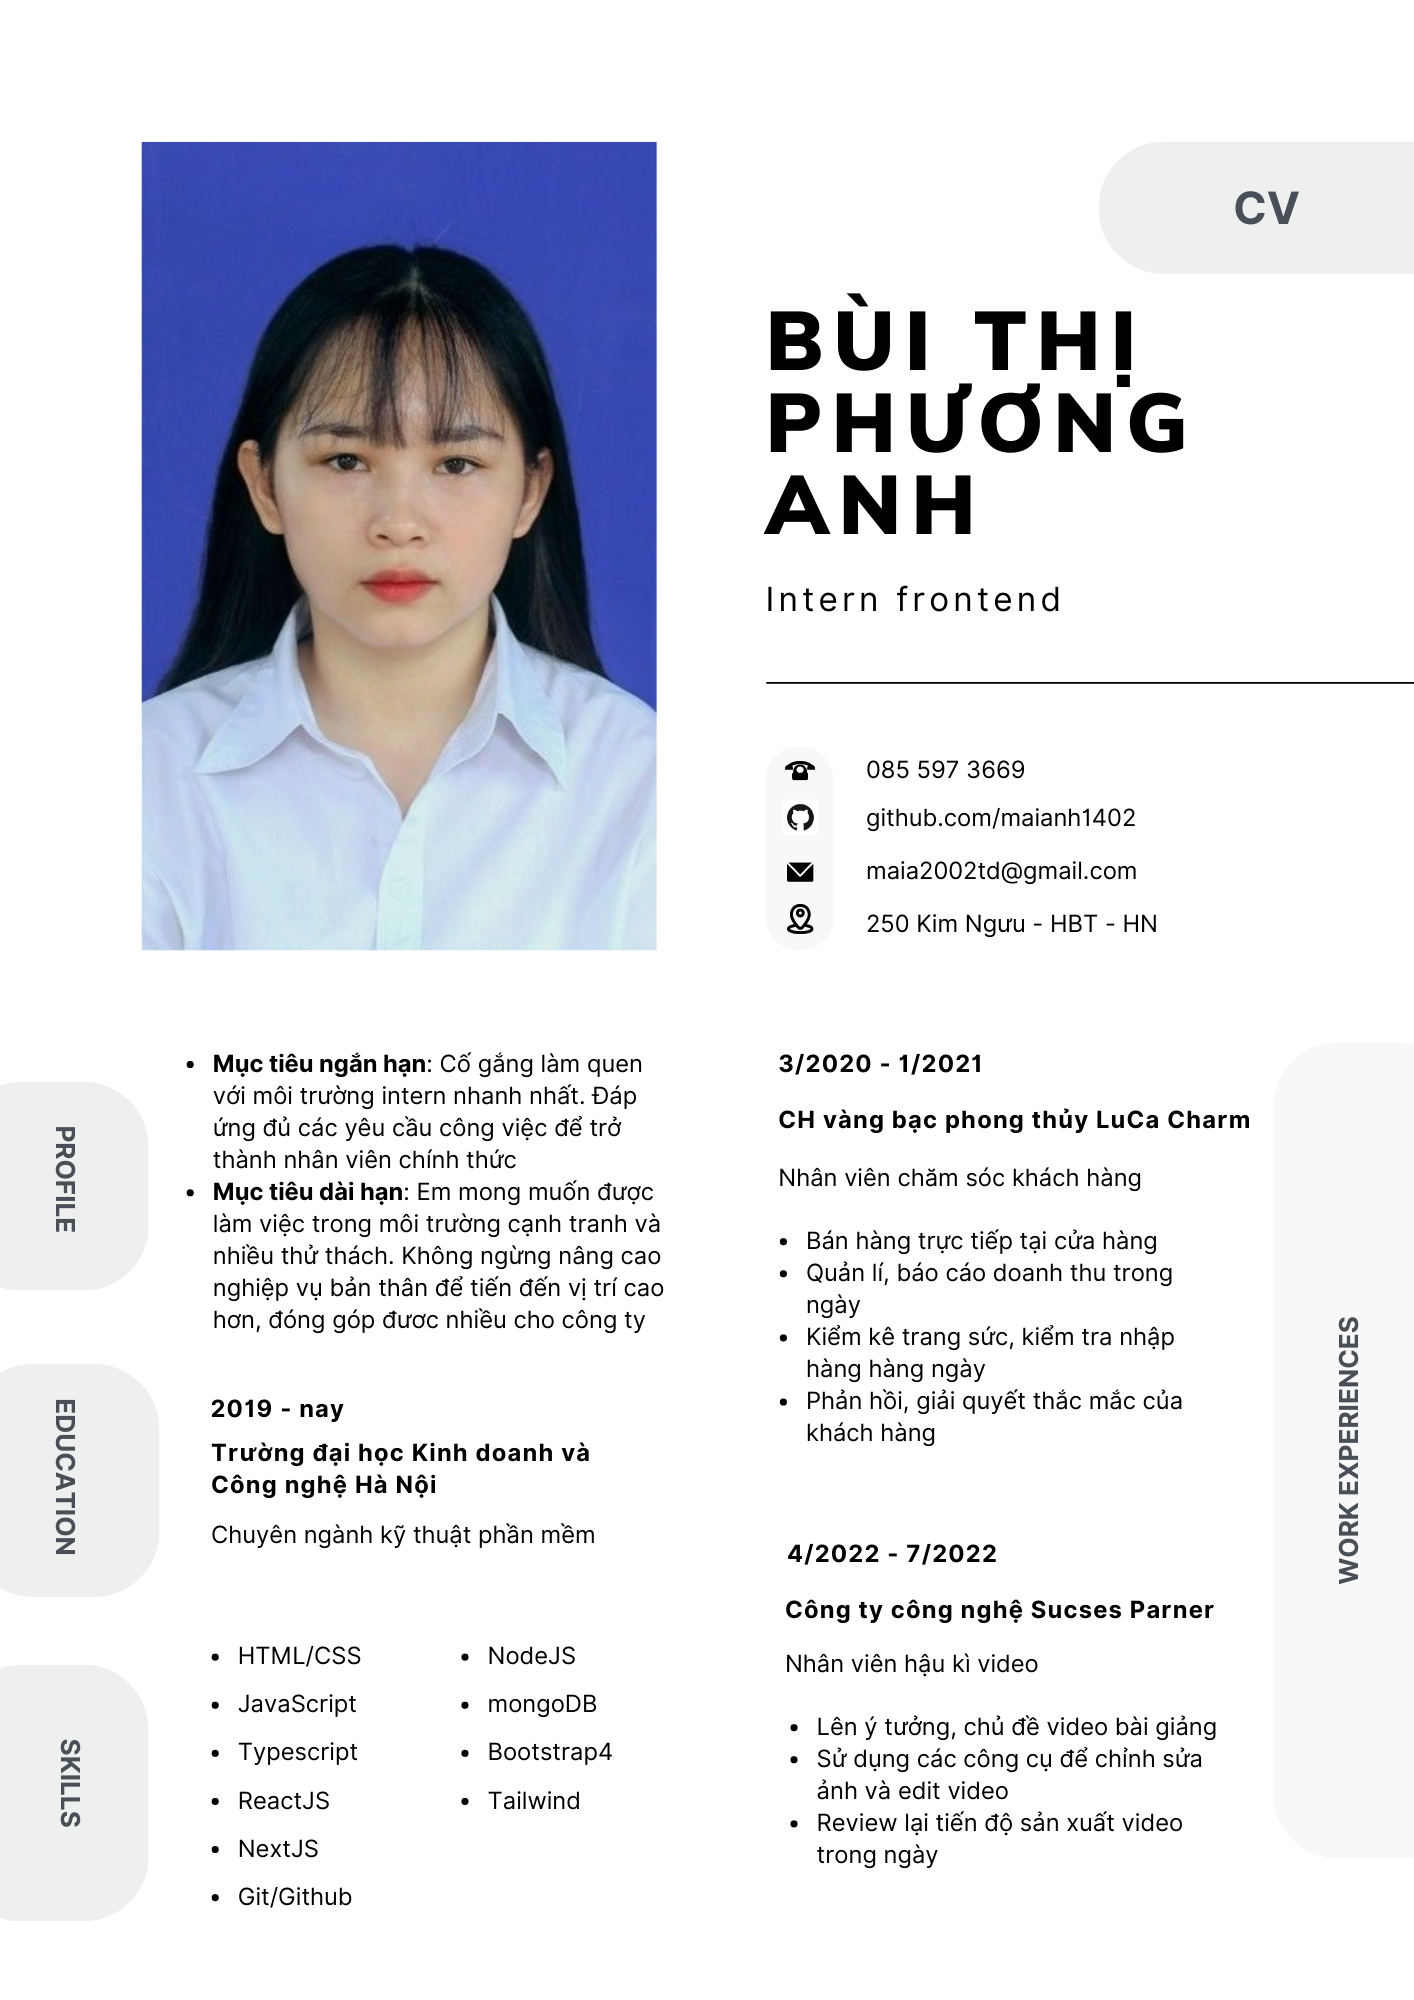 CV
BÙI THỊ
PHƯƠNG
ANH
Intern frontend
085 597 3669
github.com/maianh1402
maia2002td@gmail.com
250 Kim Ngưu - HBT - HN
PROFILE
• Mục tiêu ngắn hạn: Cố gắng làm quen
với môi trường intern nhanh nhất. Đáp
ứng đủ các yêu cầu công việc để trở
thành nhân viên chính thức
• Mục tiêu dài hạn: Em mong muốn được
làm việc trong môi trường cạnh tranh và
nhiều thử thách. Không ngừng nâng cao
nghiệp vụ bản thân để tiến đến vị trí cao
hơn, đóng góp đươc nhiều cho công ty
EDUCATION
2019 - nay
Trường đại học Kinh doanh và
Công nghệ Hà Nội
Chuyên ngành kỹ thuật phần mềm
SKILLS
• HTML/CSS
• JavaScript
• Typescript
• ReactJS
• NextJS
• Git/Github
• NodeJS
• mongoDB
• Bootstrap4
• Tailwind
WORK EXPERIENCES
3/2020 - 1/2021
CH vàng bạc phong thủy LuCa Charm
Nhân viên chăm sóc khách hàng
• Bán hàng trực tiếp tại cửa hàng
• Quản lí, báo cáo doanh thu trong
ngày
• Kiểm kê trang sức, kiểm tra nhập
hàng hàng ngày
• Phản hồi, giải quyết thắc mắc của
khách hàng
4/2022 - 7/2022
Công ty công nghệ Sucses Parner
Nhân viên hậu kì video
• Lên ý tưởng, chủ đề video bài giảng
• Sử dụng các công cụ để chỉnh sửa
ảnh và edit video
• Review lại tiến độ sản xuất video
trong ngày